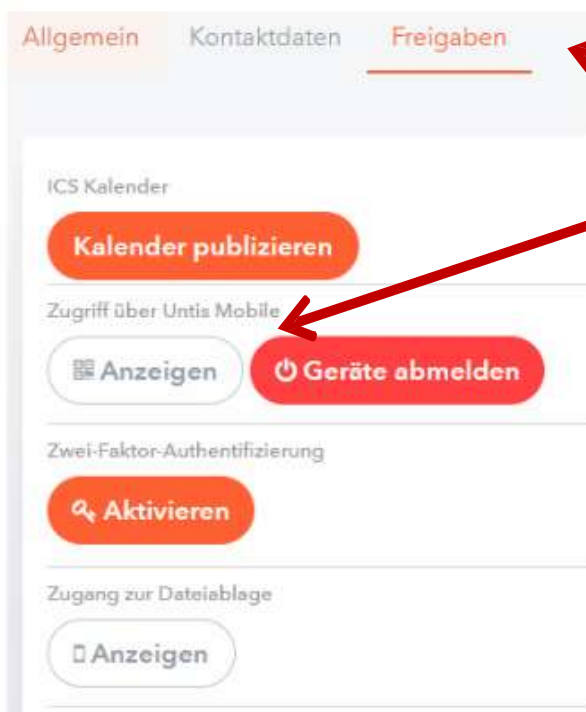 Allgemein Kontaktdaten Freigaben
ICS Kalender
Kalender publizieren
Zugriff über Untis Mobile
Anzeigen Geräte abmelden
Zwei-Faktor-Authentifizierung
Aktivieren
Zugang zur Dateiablage
Anzeigen